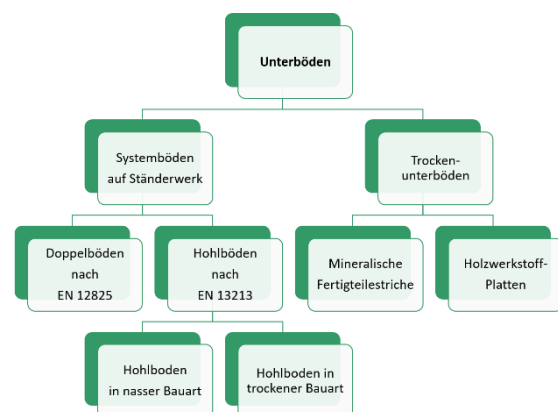 Unterböden
Systemböden
auf Ständerwerk
Trocken-
unterböden
Doppelböden
nach
EN 12825
Hohlböden
nach
EN 13213
Mineralische
Fertigteilestriche
Holzwerkstoff-
Platten
Hohlboden
in nasser Bauart
Hohlboden in
trockener Bauart